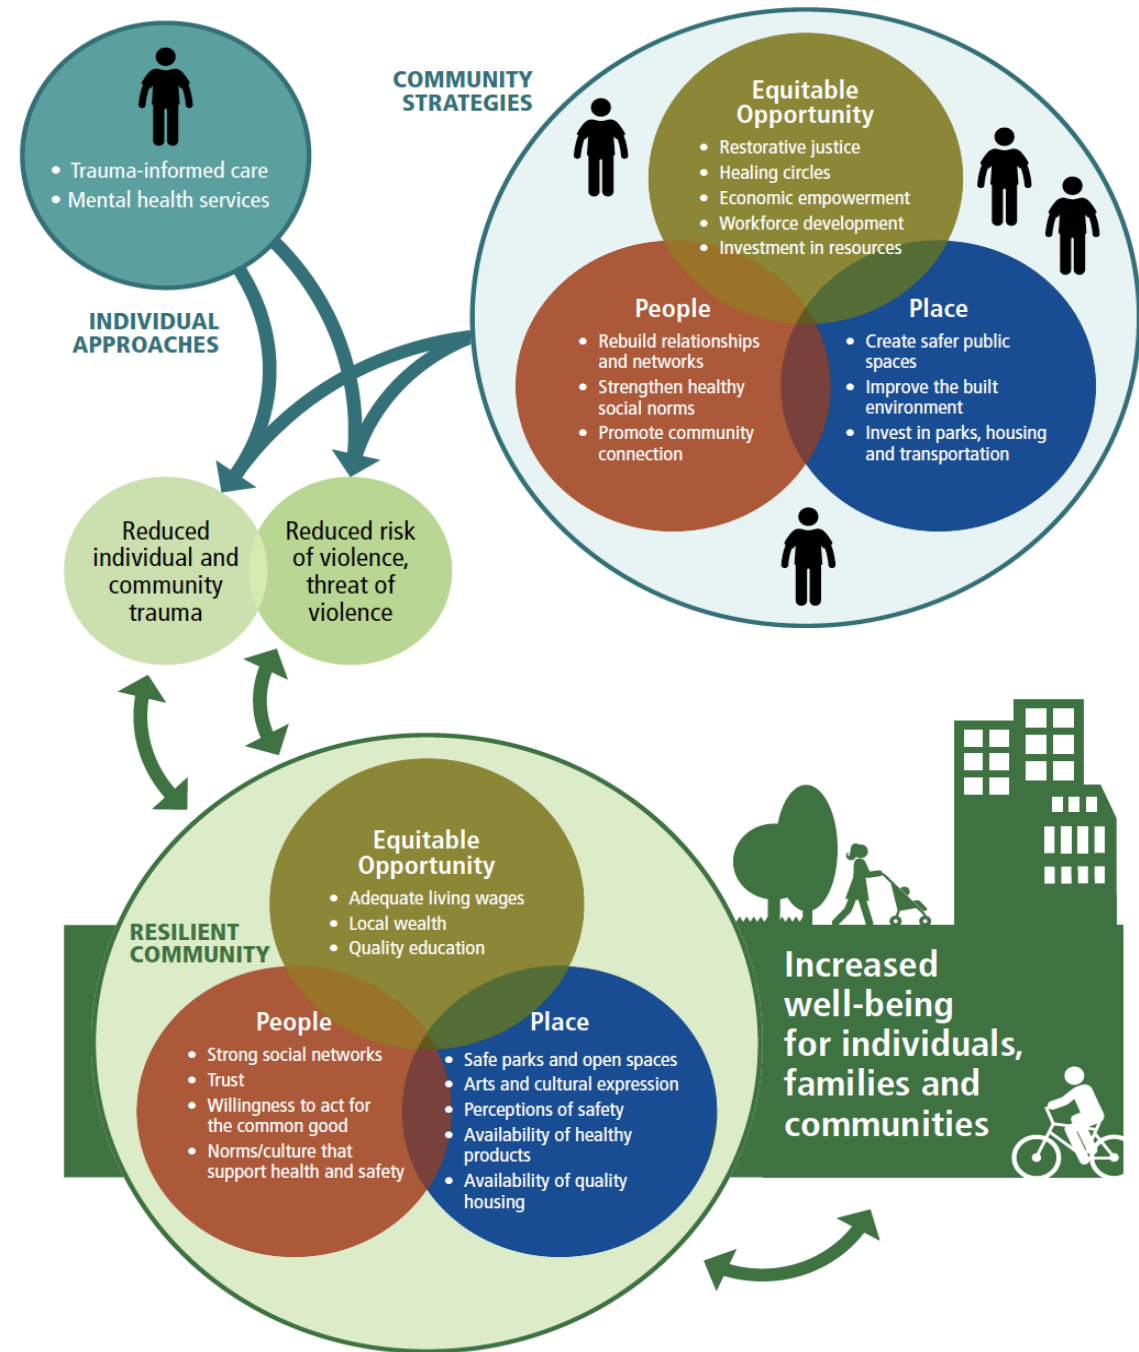 • Trauma-informed care
• Mental health services
INDIVIDUAL
APPROACHES
COMMUNITY
STRATEGIES
Equitable
Opportunity
• Restorative justice
• Healing circles
• Economic empowerment
• Workforce development
• Investment in resources
People
• Rebuild relationships
and networks
• Strengthen healthy
social norms
• Promote community
connection
Place
• Create safer public
spaces
• Improve the built
environment
• Invest in parks, housing
and transportation
Reduced
individual and
community
trauma
Reduced risk
of violence,
threat of
violence
RESILIENT
COMMUNITY
Equitable
Opportunity
• Adequate living wages
• Local wealth
• Quality education
People
• Strong social networks
• Trust
• Willingness to act for
the common good
• Norms/culture that
support health and safety
Place
• Safe parks and open spaces
• Arts and cultural expression
• Perceptions of safety
• Availability of healthy
products
• Availability of quality
housing
Increased
well-being
for individuals,
families and
communities